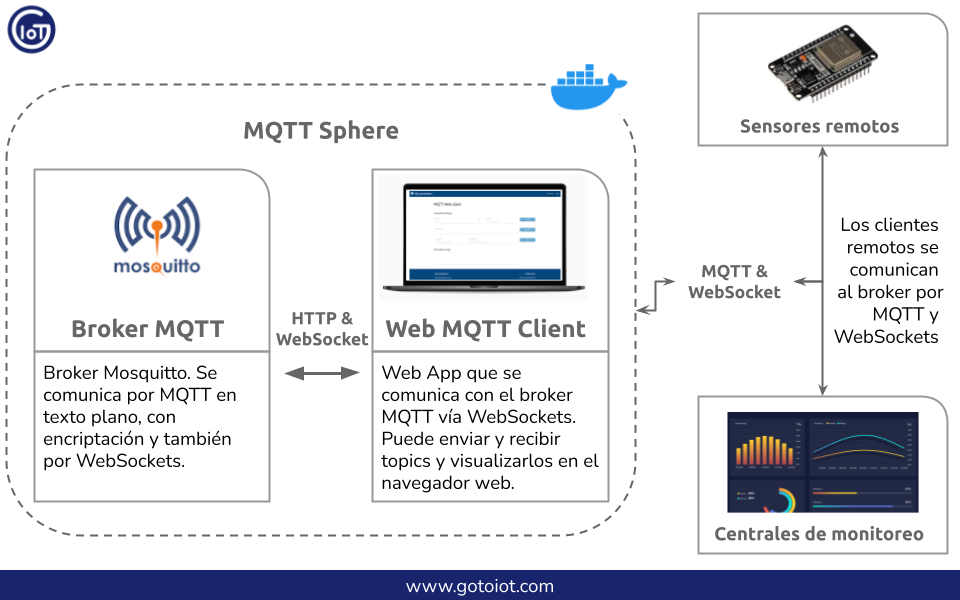 IoT
MQTT Sphere
mosquitto
Broker MQTT
Broker Mosquitto. Se
comunica por MQTT en
texto plano, con
encriptación y también
por WebSockets.
HTTP &
WebSocket
MQTT Web Client
Web MQTT Client
Web App que se
comunica con el broker
MQTT vía WebSockets.
Puede enviar y recibir
topics y visualizarlos en el
navegador web.
MQTT &
WebSocket
Sensores remotos
Los clientes
remotos se
comunican
al broker por
MQTT y
WebSockets
Centrales de monitoreo
www.gotoiot.com